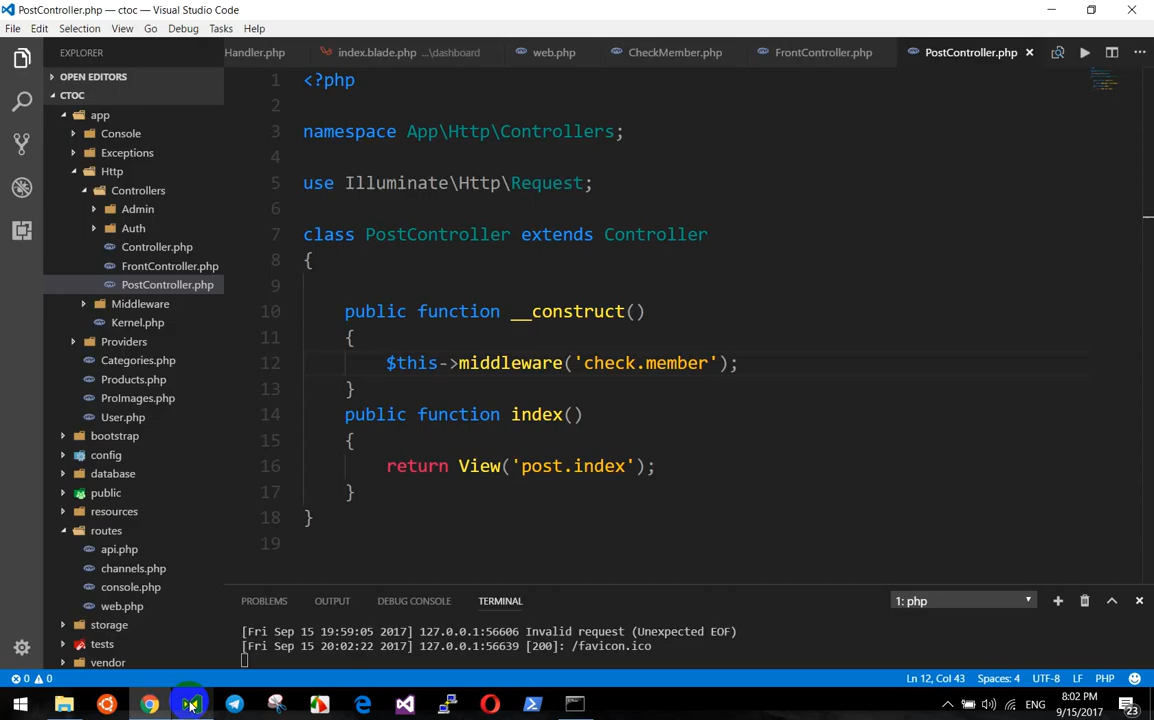 PostController.php — ctoc — Visual Studio Code
File Edit Selection View Go Debug Tasks Help
EXPLORER
Handler.php index.blade.php ...\dashboard web.php CheckMember.php FrontController.php PostController.php
OPEN EDITORS
CTOC
app
Console
Exceptions
Http
Controllers
Admin
Auth
Controller.php
FrontController.php
PostController.php
Middleware
Kernel.php
Providers
Categories.php
Products.php
ProImages.php
User.php
bootstrap
config
database
public
resources
routes
api.php
channels.php
console.php
web.php
storage
tests
vendor
1 <?php
2
3 namespace App\Http\Controllers;
4
5 use Illuminate\Http\Request;
6
7 class PostController extends Controller
8 {
9
10 public function __construct()
11 {
12 $this->middleware('check.member');
13 }
14 public function index()
15 {
16 return View('post.index');
17 }
18 }
19
PROBLEMS OUTPUT DEBUG CONSOLE TERMINAL 1: php
[Fri Sep 15 19:59:05 2017] 127.0.0.1:56606 Invalid request (Unexpected EOF)
[Fri Sep 15 20:02:22 2017] 127.0.0.1:56639 [200]: /favicon.ico
0 0 Ln 12, Col 43 Spaces: 4 UTF-8 LF PHP
ENG 8:02 PM
9/15/2017 23